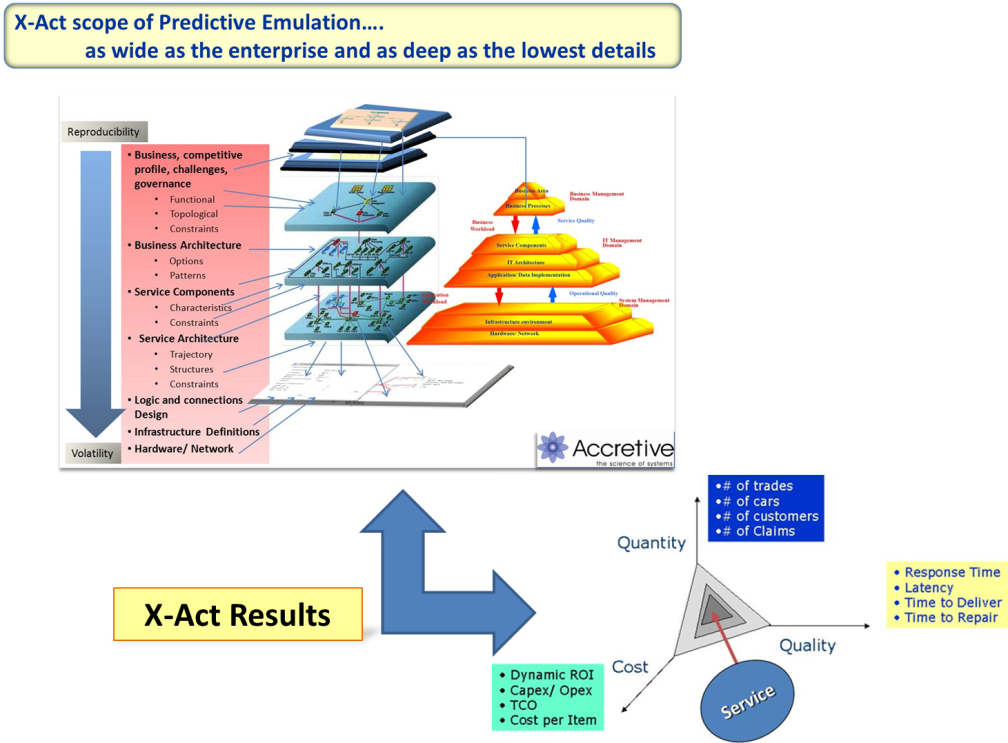 X-Act scope of Predictive Emulation….
as wide as the enterprise and as deep as the lowest details
Reproducibility
• Business, competitive
profile, challenges,
governance
• Functional
• Topological
• Constraints
• Business Architecture
• Options
• Patterns
• Service Components
• Characteristics
• Constraints
• Service Architecture
• Trajectory
• Structures
• Constraints
• Logic and connections
Design
• Infrastructure Definitions
• Hardware/ Network
Volatility
Business Area
Business Processes
Business Management
Domain
Business
Workload
Service Quality
Service Components
IT Architecture
Application/ Data Implementation
IT Management
Domain
Operational Quality
System Management
Domain
Infrastructure environment
Hardware/ Network
Accretive
the science of systems
X-Act Results
•# of trades
•# of cars
•# of customers
•# of Claims
Quantity
• Response Time
• Latency
• Time to Deliver
• Time to Repair
Quality
Cost
• Dynamic ROI
• Capex/ Opex
• TCO
• Cost per Item
Service